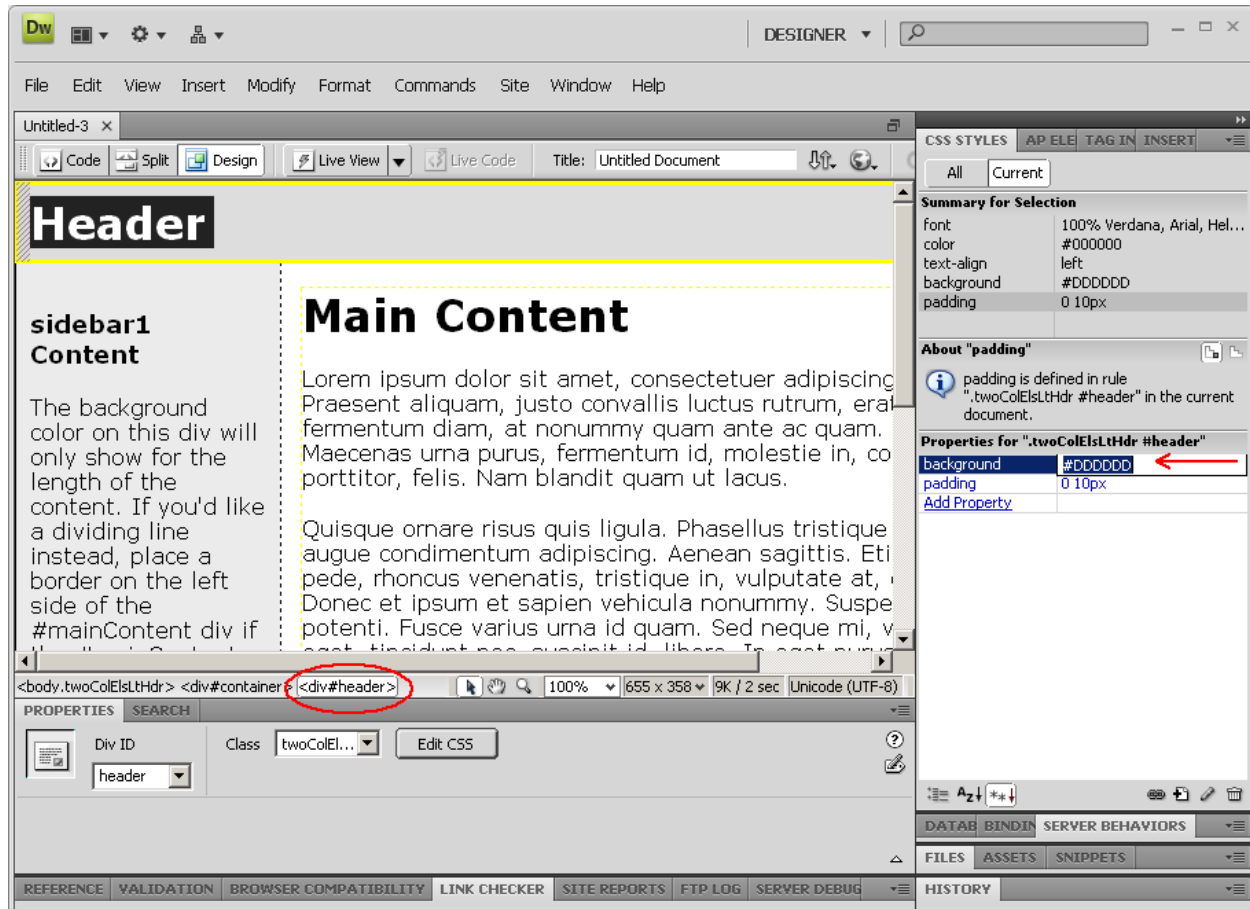 Dw
DESIGNER
File Edit View Insert Modify Format Commands Site Window Help
Untitled-3
Code Split Design Live View Live Code Title: Untitled Document
Header
sidebar1
Content
The background
color on this div will
only show for the
length of the
content. If you'd like
a dividing line
instead, place a
border on the left
side of the
#mainContent div if
Main Content
Lorem ipsum dolor sit amet, consectetuer adipiscing
Praesent aliquam, justo convallis luctus rutrum, erat
fermentum diam, at nonummy quam ante ac quam.
Maecenas urna purus, fermentum id, molestie in, co
porttitor, felis. Nam blandit quam ut lacus.
Quisque ornare risus quis ligula. Phasellus tristique
augue condimentum adipiscing. Aenean sagittis. Eti
pede, rhoncus venenatis, tristique in, vulputate at,
Donec et ipsum et sapien vehicula nonummy. Suspe
potenti. Fusce varius urna id quam. Sed neque mi, v
eget, tincidunt nec, suscipit id, libero. In eget purus
<body.twoColElsLtHdr> <div#container> <div#header> 100% 655 x 358 9K / 2 sec Unicode (UTF-8)
PROPERTIES SEARCH
Div ID
header
Class twoColEl... Edit CSS
REFERENCE VALIDATION BROWSER COMPATIBILITY LINK CHECKER SITE REPORTS FTP LOG SERVER DEBUG
CSS STYLES AP ELE TAG IN INSERT
All Current
Summary for Selection
font 100% Verdana, Arial, Hel...
color #000000
text-align left
background #DDDDDD
padding 0 10px
About "padding"
padding is defined in rule
".twoColElsLtHdr #header" in the current
document.
Properties for ".twoColElsLtHdr #header"
background #DDDDDD
padding 0 10px
Add Property
Az **
DATAB BINDIN SERVER BEHAVIORS
FILES ASSETS SNIPPETS
HISTORY